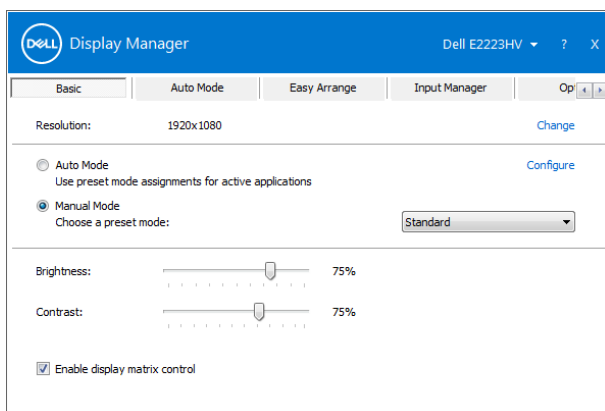 DELL Display Manager Dell E2223HV ? X
Basic Auto Mode Easy Arrange Input Manager
Resolution: 1920x1080 Change
Auto Mode Configure
Use preset mode assignments for active applications
Manual Mode
Choose a preset mode: Standard
Brightness: 75%
Contrast: 75%
Enable display matrix control